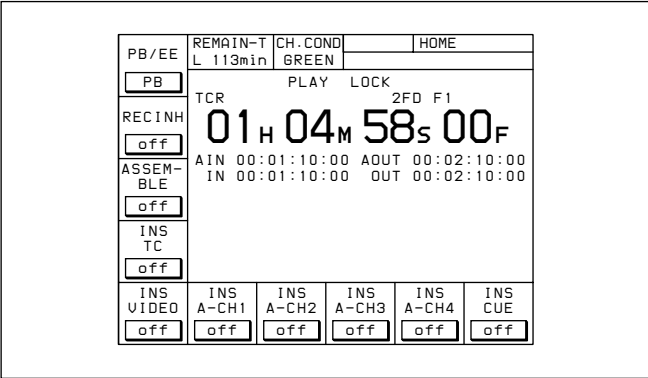 PB/EE
PB
REMAIN-T CH.COND HOME
L 113min GREEN
PLAY LOCK
TCR 2FD F1
01H 04M 58S 00F
AIN 00:01:10:00 AOUT 00:02:10:00
IN 00:01:10:00 OUT 00:02:10:00
RECINH
off
ASSEM-
BLE
off
INS
TC
off
INS INS INS INS INS INS
VIDEO A-CH1 A-CH2 A-CH3 A-CH4 CUE
off off off off off off